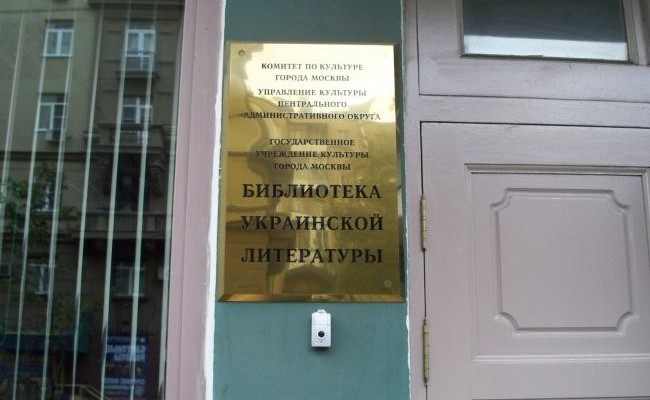 КОМИТЕТ ПО КУЛЬТУРЕ
ГОРОДА МОСКВЫ
УПРАВЛЕНИЕ КУЛЬТУРЫ
ЦЕНТРАЛЬНОГО
АДМИНИСТРАТИВНОГО ОКРУГА
ГОСУДАРСТВЕННОЕ
УЧРЕЖДЕНИЕ КУЛЬТУРЫ
ГОРОДА МОСКВЫ
БИБЛИОТЕКА
УКРАИНСКОЙ
ЛИТЕРАТУРЫ